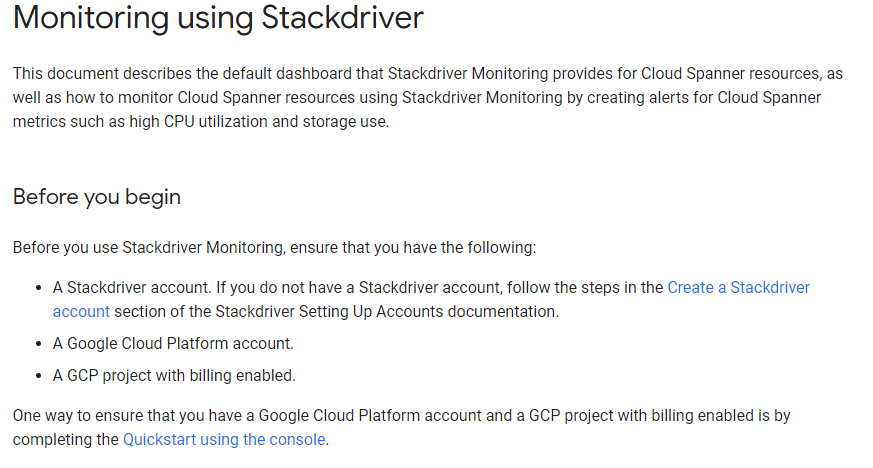 Monitoring using Stackdriver
This document describes the default dashboard that Stackdriver Monitoring provides for Cloud Spanner resources, as
well as how to monitor Cloud Spanner resources using Stackdriver Monitoring by creating alerts for Cloud Spanner
metrics such as high CPU utilization and storage use.
Before you begin
Before you use Stackdriver Monitoring, ensure that you have the following:
• A Stackdriver account. If you do not have a Stackdriver account, follow the steps in the Create a Stackdriver
account section of the Stackdriver Setting Up Accounts documentation.
• A Google Cloud Platform account.
• A GCP project with billing enabled.
One way to ensure that you have a Google Cloud Platform account and a GCP project with billing enabled is by
completing the Quickstart using the console.